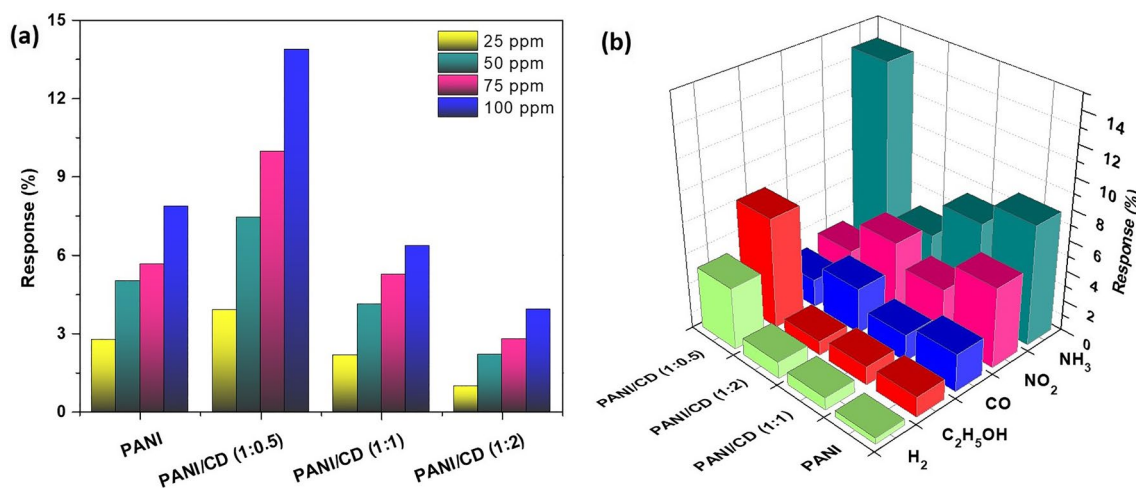 (a)
15
12
9
6
3
0
Response (%)
25 ppm
50 ppm
75 ppm
100 ppm
PANI
PANI/CD (1:0.5)
PANI/CD (1:1)
PANI/CD (1:2)
(b)
14
12
10
8
6
4
2
0
Response (%)
PANI/CD (1:0.5)
PANI/CD (1:2)
PANI/CD (1:1)
PANI
H₂
C₂H₅OH
CO
NO₂
NH₃